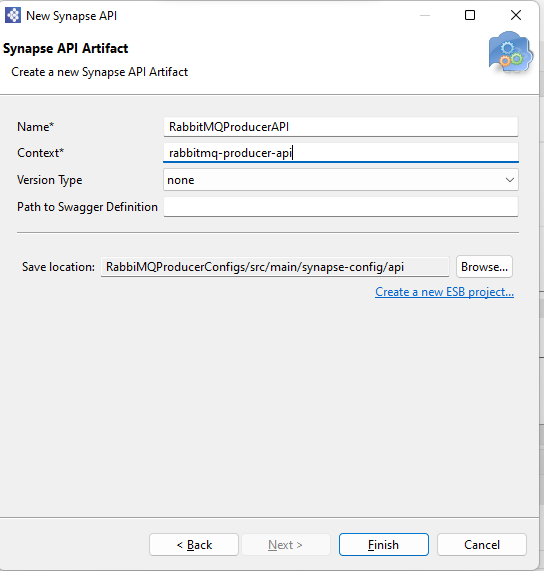 New Synapse API
Synapse API Artifact
Create a new Synapse API Artifact
Name* RabbitMQProducerAPI
Context* rabbitmq-producer-api
Version Type none
Path to Swagger Definition
Save location: RabbiMQProducerConfigs/src/main/synapse-config/api Browse...
Create a new ESB project...
< Back Next > Finish Cancel